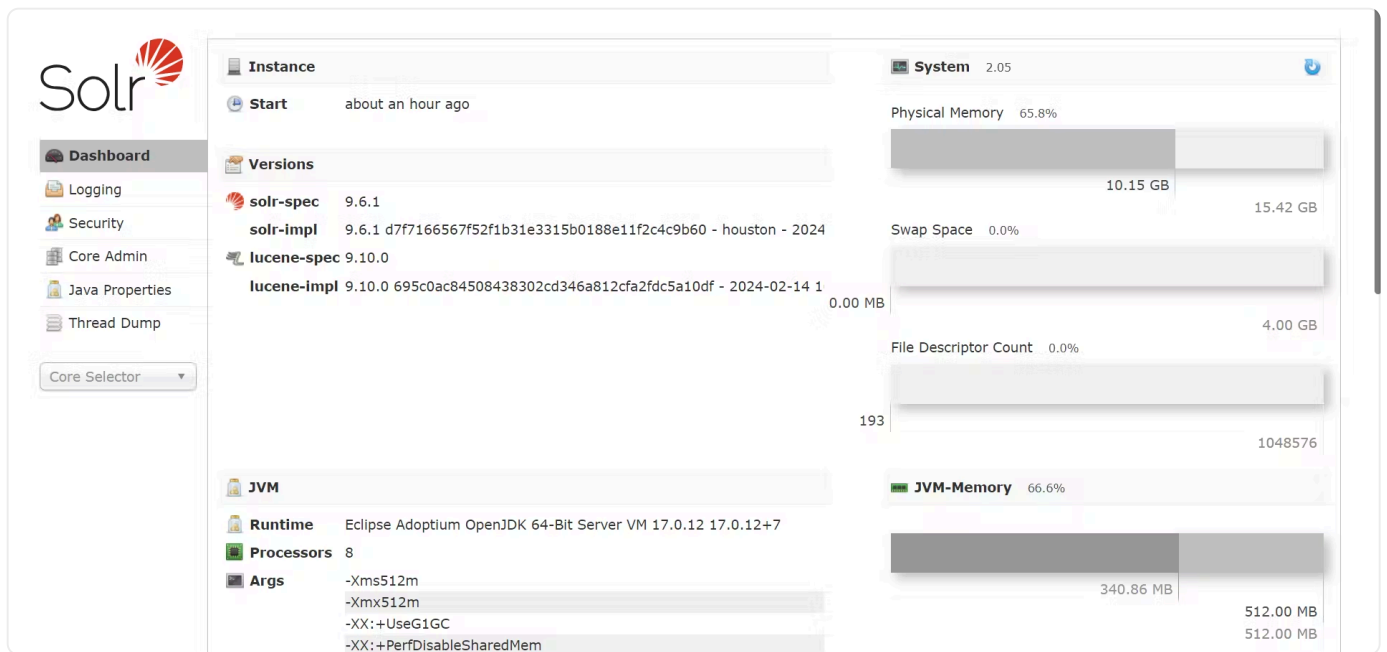 Solr
Dashboard
Logging
Security
Core Admin
Java Properties
Thread Dump
Core Selector
Instance
Start about an hour ago
Versions
solr-spec 9.6.1
solr-impl 9.6.1 d7f7166567f52f1b31e3315b0188e11f2c4c9b60 - houston - 2024
lucene-spec 9.10.0
lucene-impl 9.10.0 695c0ac84508438302cd346a812cfa2fdc5a10df - 2024-02-14 1
JVM
Runtime Eclipse Adoptium OpenJDK 64-Bit Server VM 17.0.12 17.0.12+7
Processors 8
Args -Xms512m
-Xmx512m
-XX:+UseG1GC
-XX:+PerfDisableSharedMem
System 2.05
Physical Memory 65.8%
10.15 GB
15.42 GB
Swap Space 0.0%
0.00 MB
4.00 GB
File Descriptor Count 0.0%
193
1048576
JVM-Memory 66.6%
340.86 MB
512.00 MB
512.00 MB